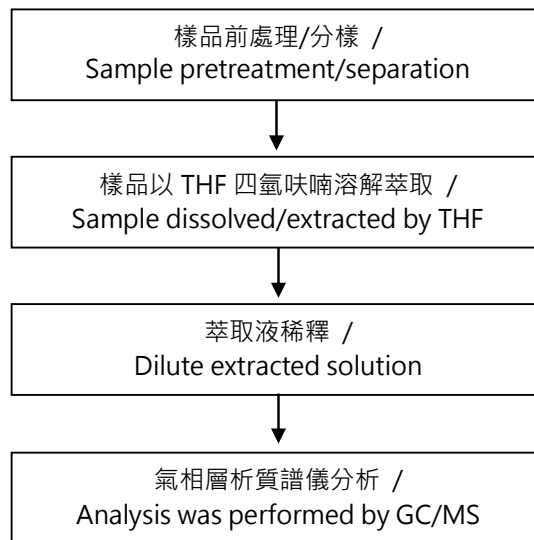 樣品前處理/分樣 /
Sample pretreatment/separation
樣品以 THF 四氫呋喃溶解萃取 /
Sample dissolved/extracted by THF
萃取液稀釋 /
Dilute extracted solution
氣相層析質譜儀分析 /
Analysis was performed by GC/MS